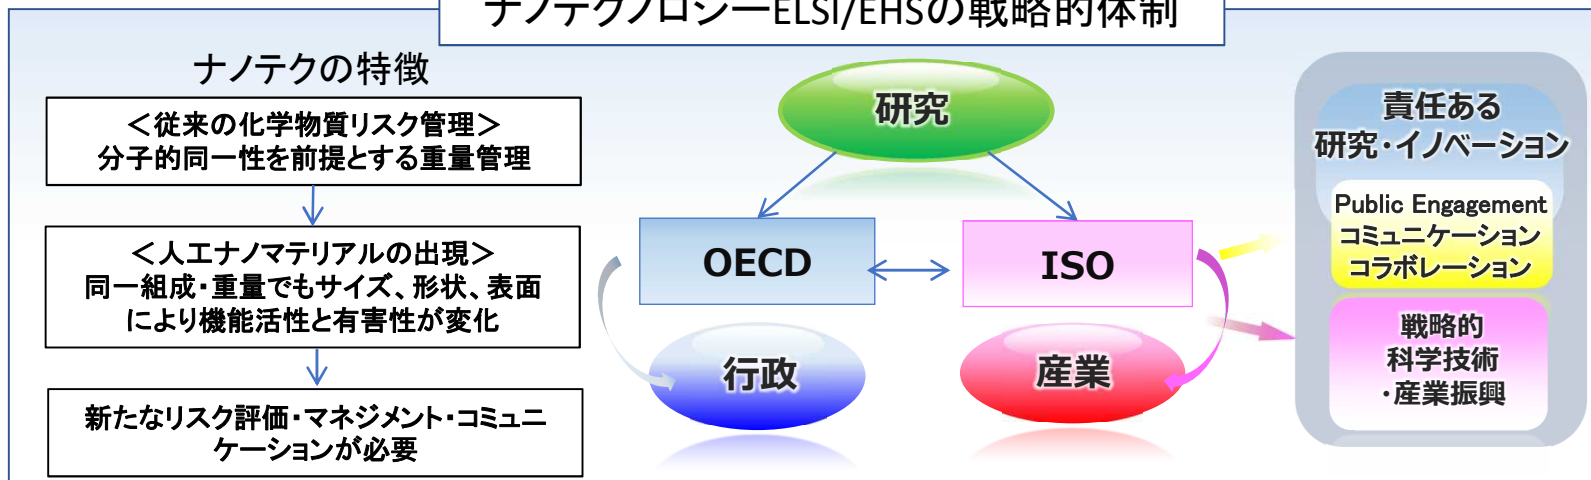 ナノテクノロジーELSI/EHSの戦略的体制
ナノテクの特徴
＜従来の化学物質リスク管理＞
分子的同一性を前提とする重量管理
＜人工ナノマテリアルの出現＞
同一組成・重量でもサイズ、形状、表面
により機能活性と有害性が変化
新たなリスク評価・マネジメント・コミュニ
ケーションが必要
研究
OECD
ISO
行政
産業
責任ある
研究・イノベーション
Public Engagement
コミュニケーション
コラボレーション
戦略的
科学技術
・産業振興